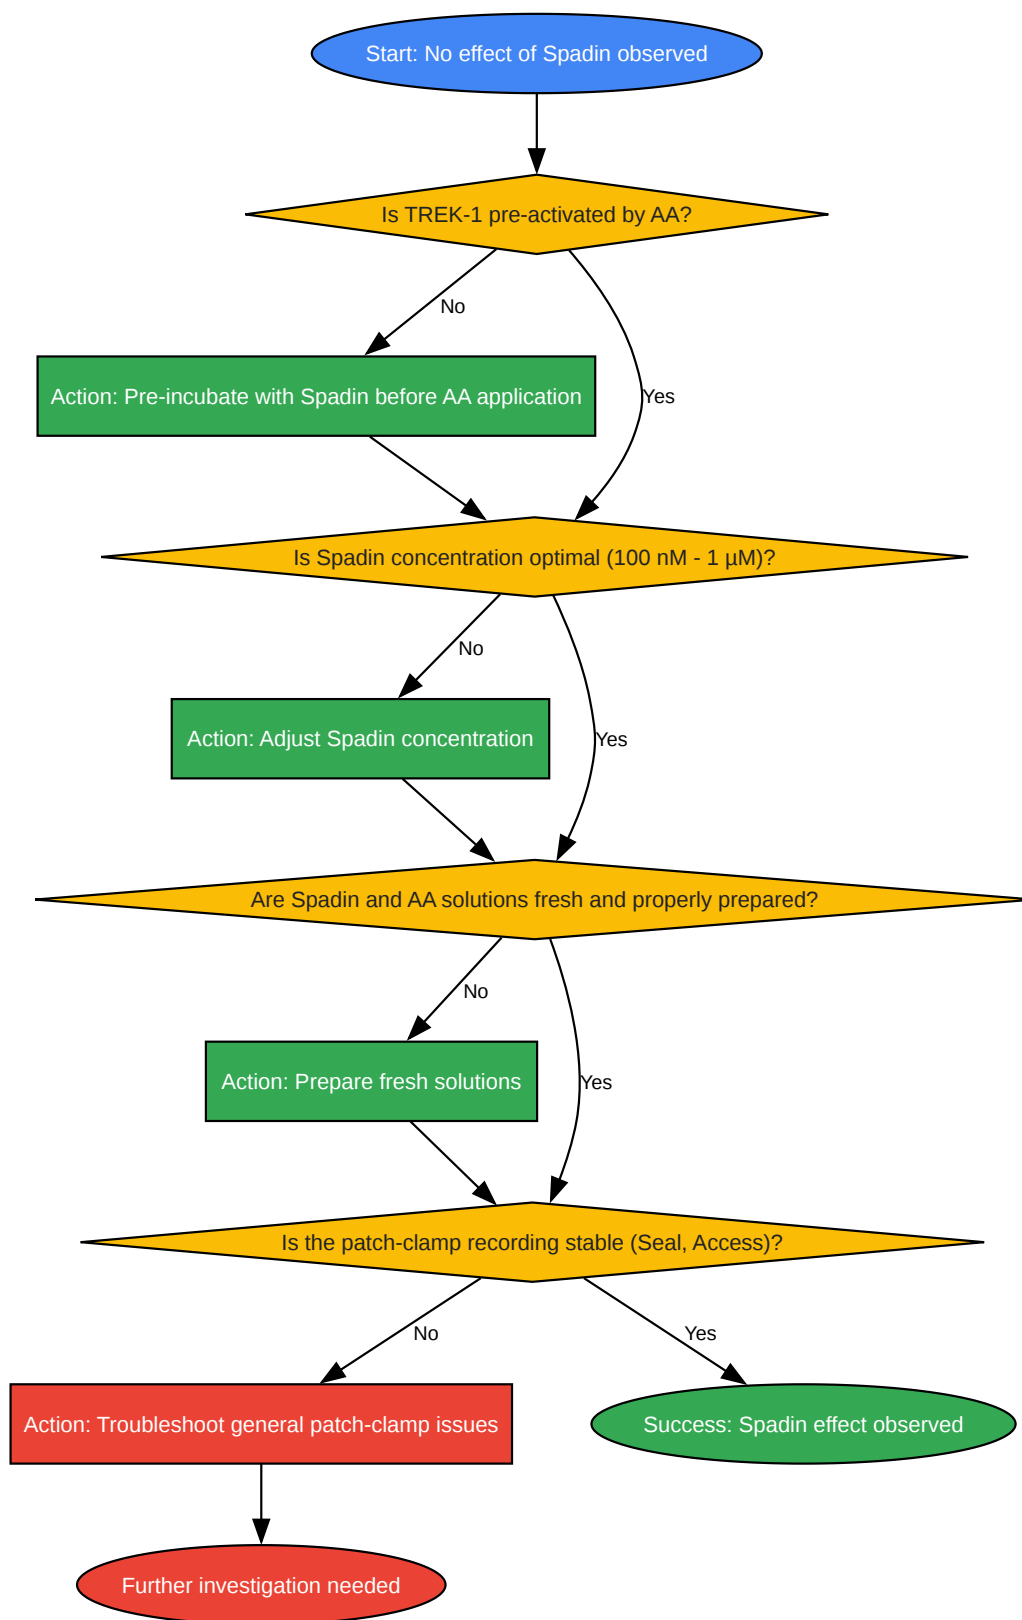 Start: No effect of Spadin observed
Is TREK-1 pre-activated by AA?
No
Action: Pre-incubate with Spadin before AA application
Yes
Is Spadin concentration optimal (100 nM - 1 µM)?
No
Action: Adjust Spadin concentration
Yes
Are Spadin and AA solutions fresh and properly prepared?
No
Action: Prepare fresh solutions
Yes
Is the patch-clamp recording stable (Seal, Access)?
No
Yes
Action: Troubleshoot general patch-clamp issues
Success: Spadin effect observed
Further investigation needed